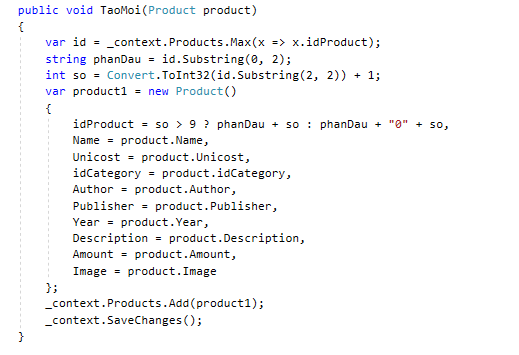 public void TaoMoi(Product product)
{
var id = _context.Products.Max(x => x.idProduct);
string phanDau = id.Substring(0, 2);
int so = Convert.ToInt32(id.Substring(2, 2)) + 1;
var product1 = new Product()
{
idProduct = so > 9 ? phanDau + so : phanDau + "0" + so,
Name = product.Name,
Unicost = product.Unicost,
idCategory = product.idCategory,
Author = product.Author,
Publisher = product.Publisher,
Year = product.Year,
Description = product.Description,
Amount = product.Amount,
Image = product.Image
};
_context.Products.Add(product1);
_context.SaveChanges();
}